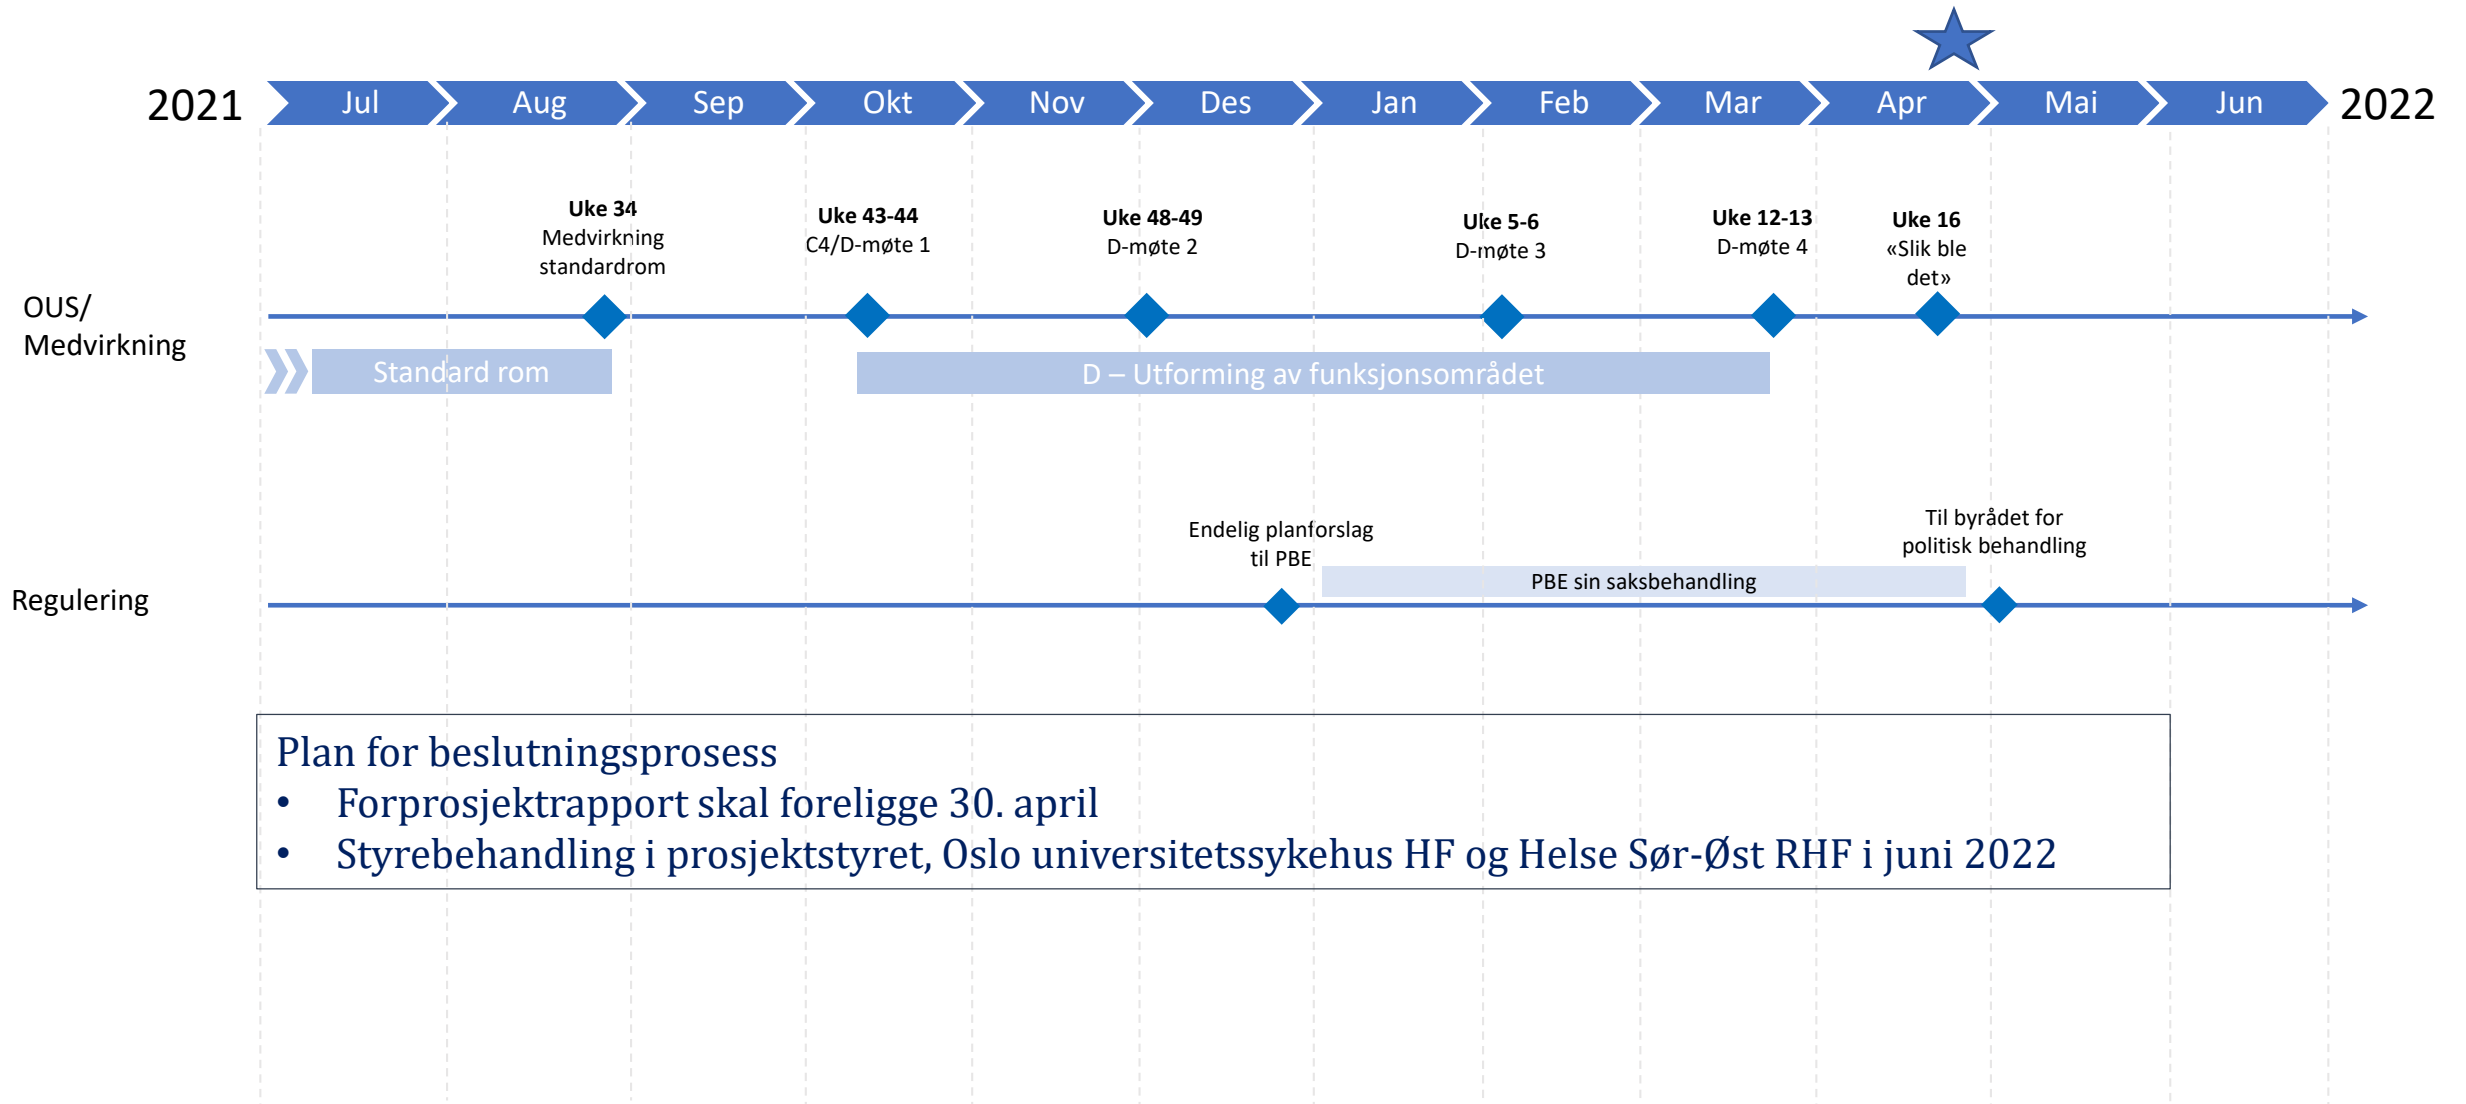 2021
Jul
Aug
Sep
Okt
Nov
Des
Jan
Feb
Mar
Apr
Mai
Jun
2022
OUS/
Medvirkning
Uke 34
Medvirkning
standardrom
Uke 43-44
C4/D-møte 1
Uke 48-49
D-møte 2
Uke 5-6
D-møte 3
Uke 12-13
D-møte 4
Uke 16
«Slik ble
det»
Standard rom
D – Utforming av funksjonsområdet
Regulering
Endelig planforslag
til PBE
PBE sin saksbehandling
Til byrådet for
politisk behandling
Plan for beslutningsprosess
• Forprosjektrapport skal foreligge 30. april
• Styrebehandling i prosjektstyret, Oslo universitetssykehus HF og Helse Sør-Øst RHF i juni 2022